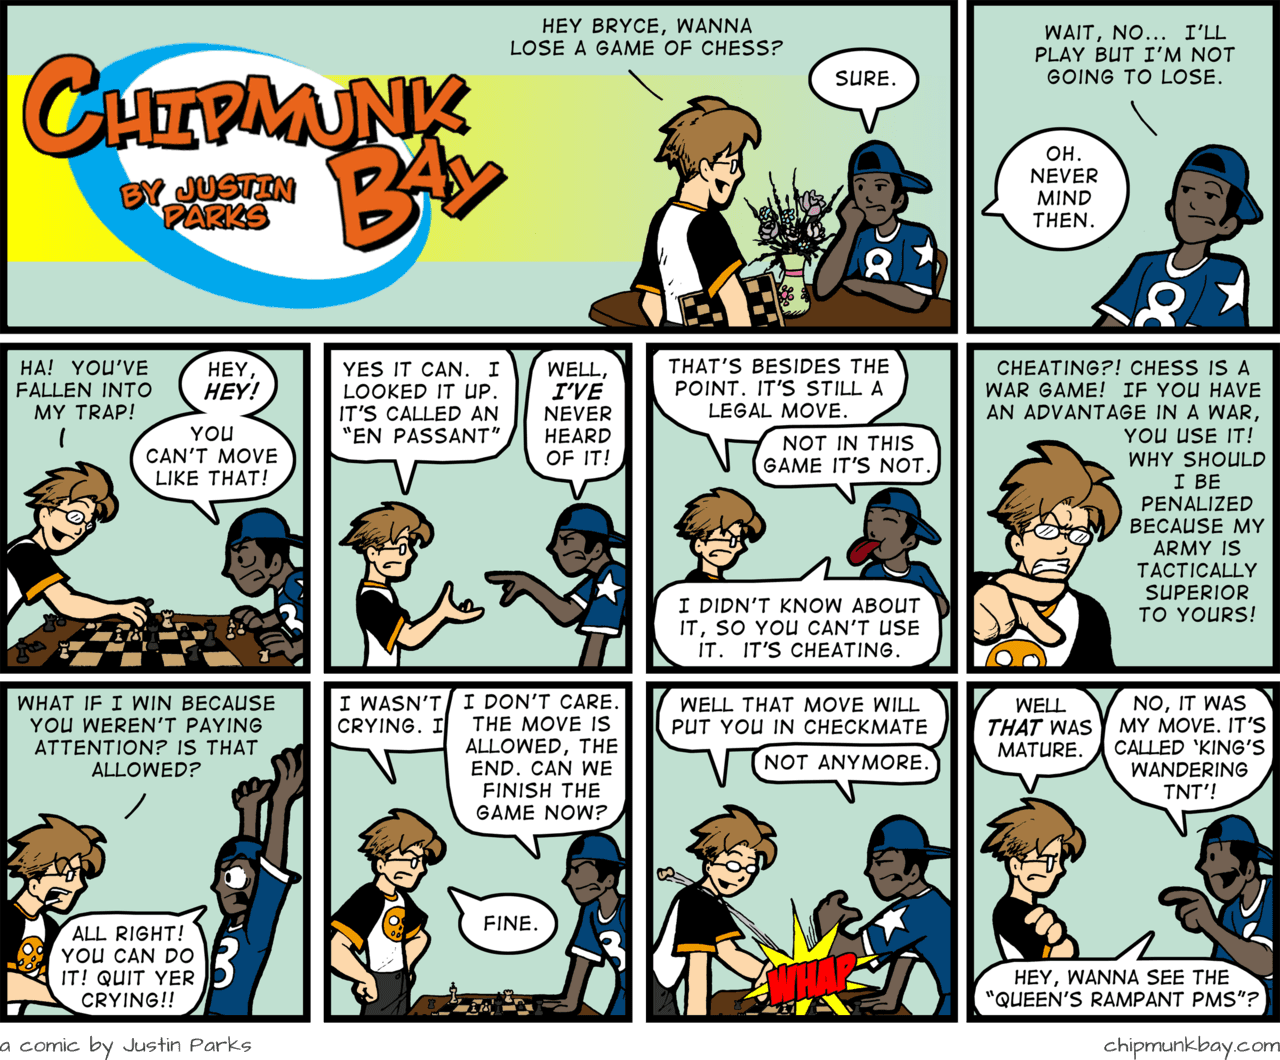 CHIPMUNK
BAY
BY JUSTIN
PARKS
HEY BRYCE, WANNA
LOSE A GAME OF CHESS?
SURE.
8
WAIT, NO... I'LL
PLAY BUT I'M NOT
GOING TO LOSE.
OH.
NEVER
MIND
THEN.
8
HA! YOU'VE
FALLEN INTO
MY TRAP!
HEY,
HEY!
YOU
CAN'T MOVE
LIKE THAT!
8
YES IT CAN. I
LOOKED IT UP.
IT'S CALLED AN
"EN PASSANT"
WELL,
I'VE
NEVER
HEARD
OF IT!
THAT'S BESIDES THE
POINT. IT'S STILL A
LEGAL MOVE.
NOT IN THIS
GAME IT'S NOT.
I DIDN'T KNOW ABOUT
IT, SO YOU CAN'T USE
IT. IT'S CHEATING.
CHEATING?! CHESS IS A
WAR GAME! IF YOU HAVE
AN ADVANTAGE IN A WAR,
YOU USE IT!
WHY SHOULD
I BE
PENALIZED
BECAUSE MY
ARMY IS
TACTICALLY
SUPERIOR
TO YOURS!
WHAT IF I WIN BECAUSE
YOU WEREN'T PAYING
ATTENTION? IS THAT
ALLOWED?
ALL RIGHT!
YOU CAN DO
IT! QUIT YER
CRYING!!
8
I WASN'T
CRYING. I
I DON'T CARE.
THE MOVE IS
ALLOWED, THE
END. CAN WE
FINISH THE
GAME NOW?
FINE.
8
WELL THAT MOVE WILL
PUT YOU IN CHECKMATE
NOT ANYMORE.
WHAP
WELL
THAT WAS
MATURE.
NO, IT WAS
MY MOVE. IT'S
CALLED 'KING'S
WANDERING
TNT'!
HEY, WANNA SEE THE
"QUEEN'S RAMPANT PMS"?
a comic by Justin Parks
chipmunkbay.com